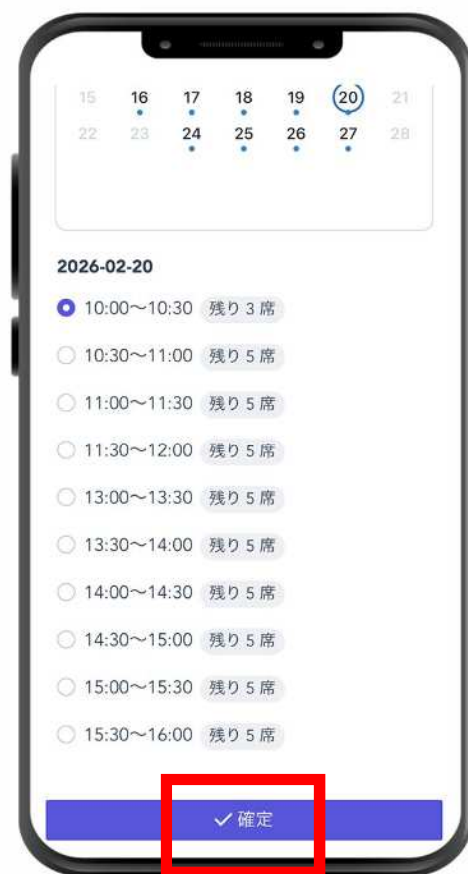 15 16 17 18 19 20 21
22 23 24 25 26 27 28
2026-02-20
10:00～10:30 残り 3 席
10:30～11:00 残り 5 席
11:00～11:30 残り 5 席
11:30～12:00 残り 5 席
13:00～13:30 残り 5 席
13:30～14:00 残り 5 席
14:00～14:30 残り 5 席
14:30～15:00 残り 5 席
15:00～15:30 残り 5 席
15:30～16:00 残り 5 席
✓ 確定